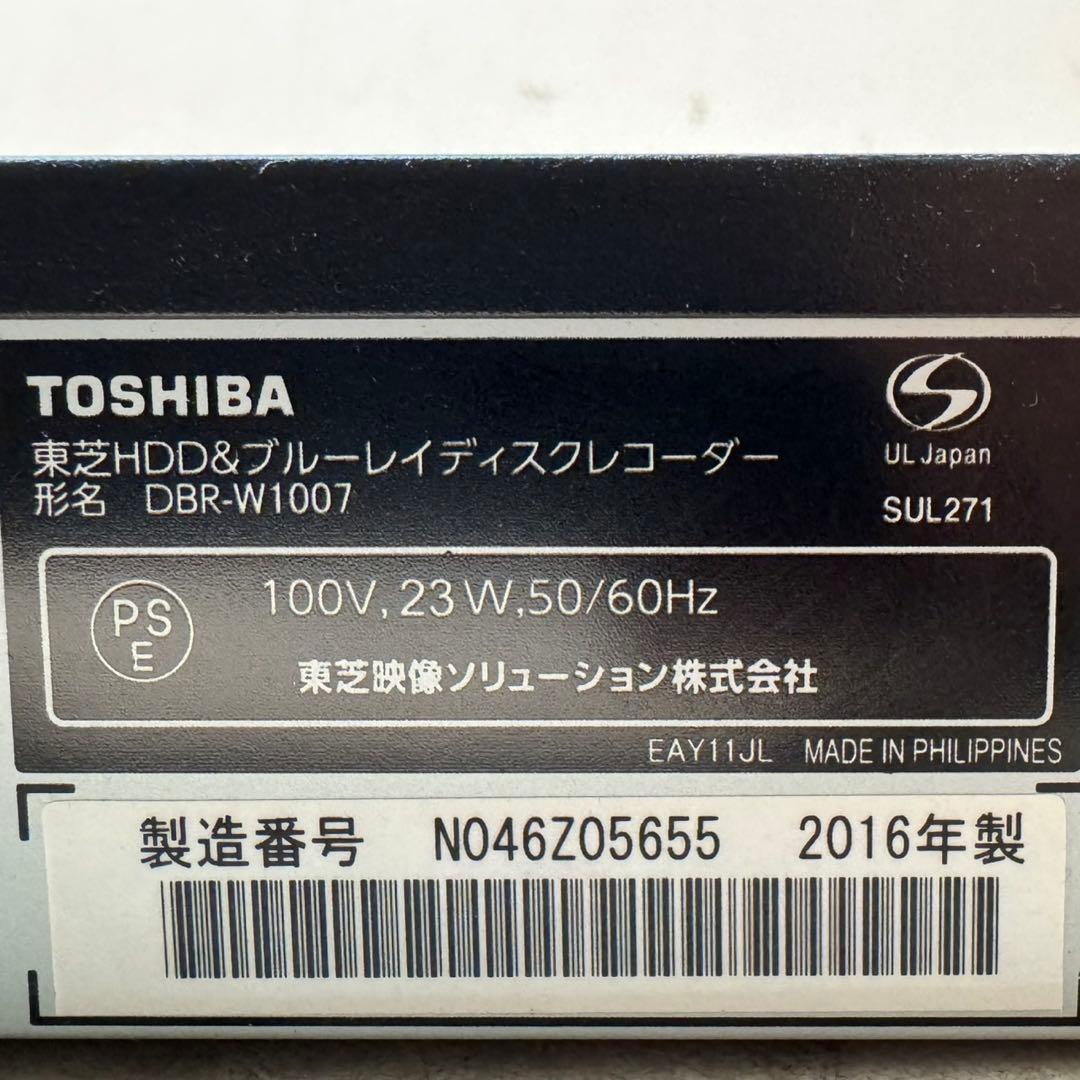 TOSHIBA
東芝HDD&ブルーレイディスクレコーダー
形名 DBR-W1007
UL Japan
SUL271
PS
E
100V, 23W, 50/60Hz
東芝映像ソリューション株式会社
EAY11JL MADE IN PHILIPPINES
製造番号 N046Z05655 2016年製